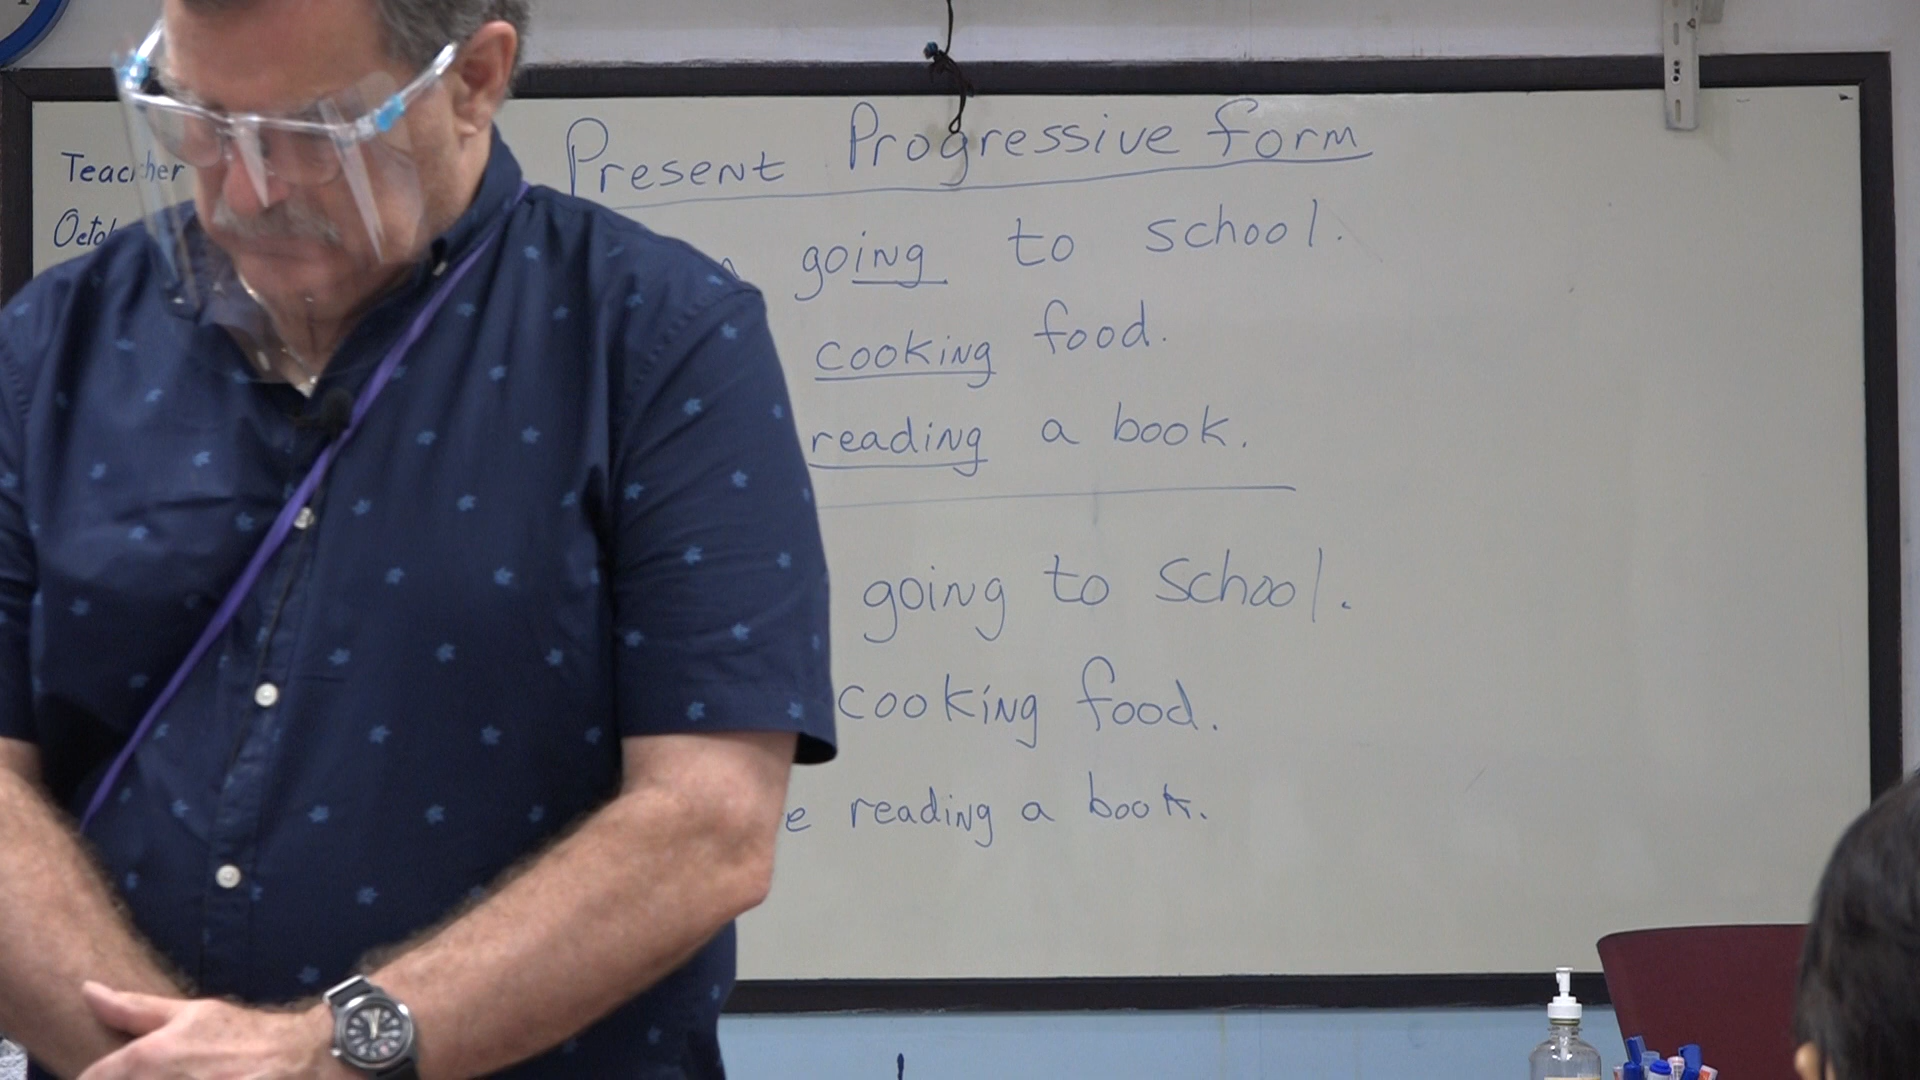 Teacher
Present Progressive form
going to school.
cooking food.
reading a book.
going to school.
cooking food.
reading a book.